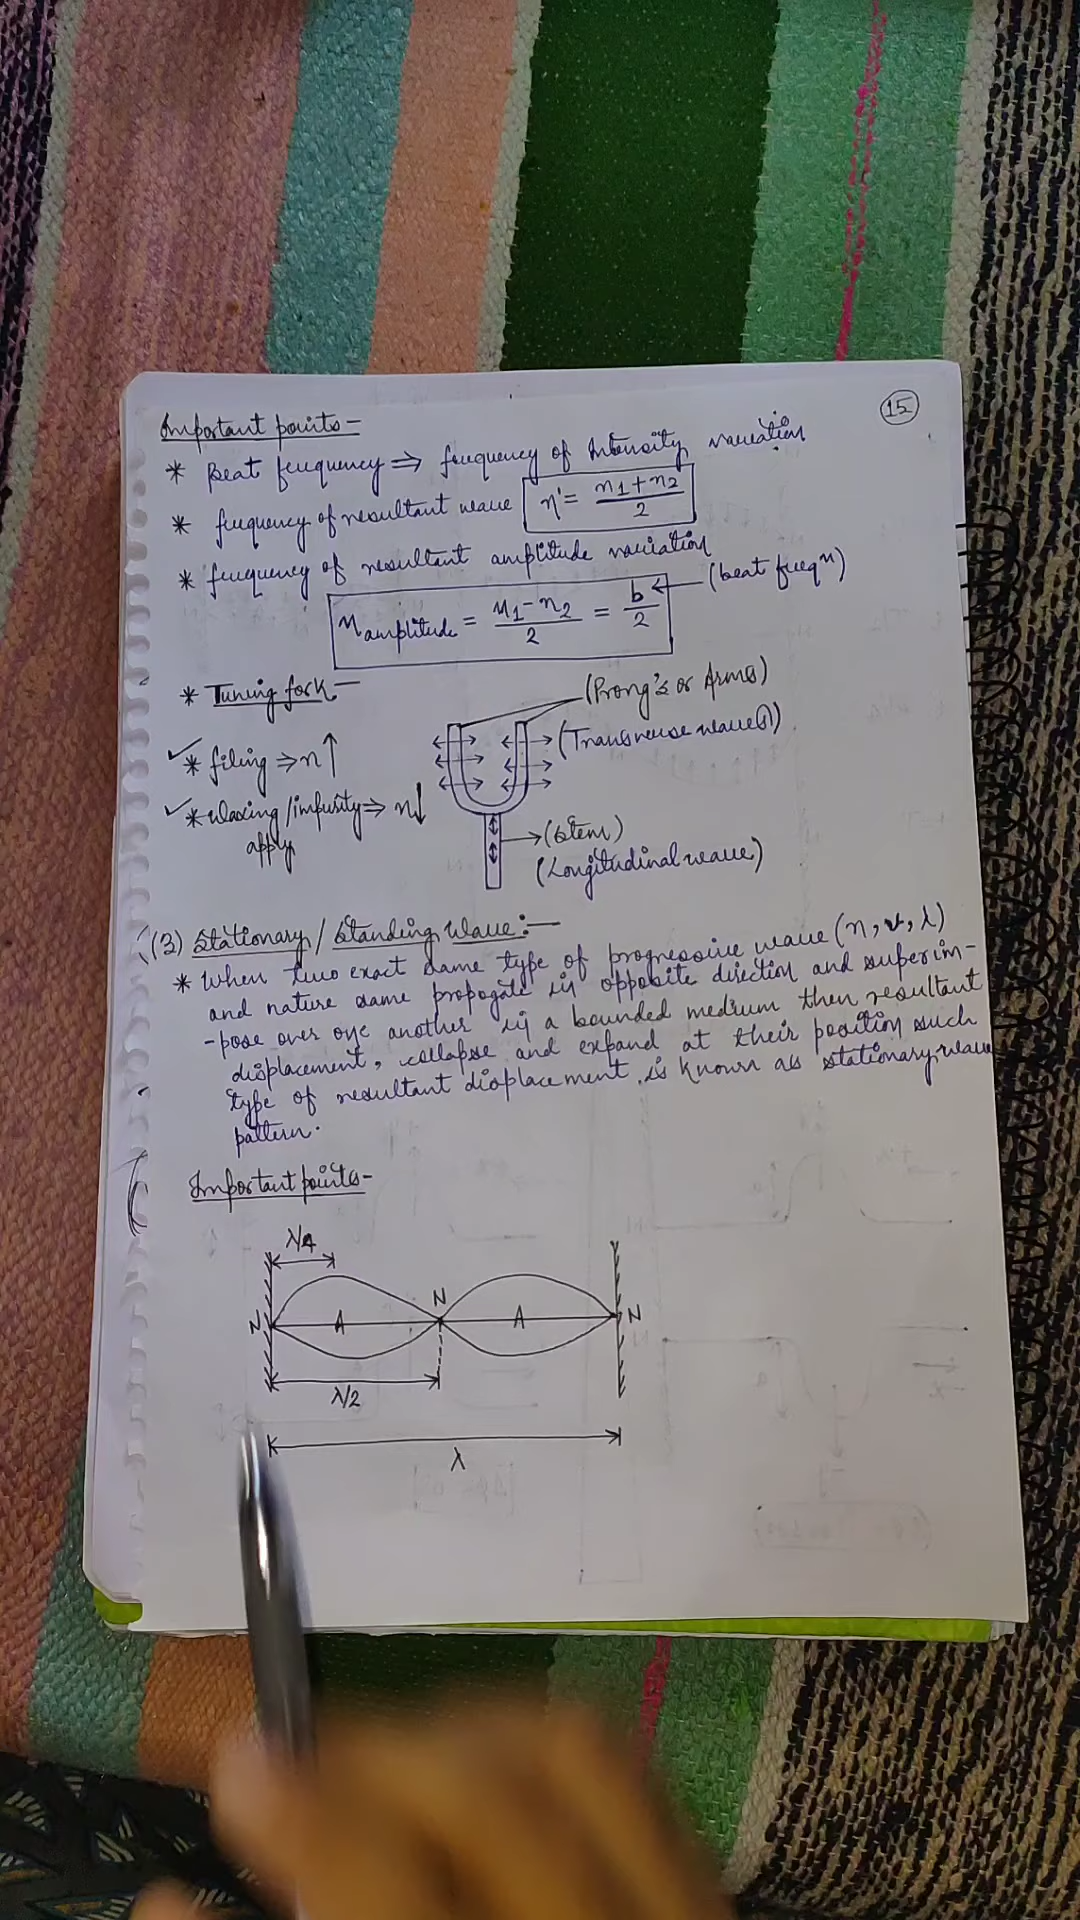 15
Important points-
* Beat frequency ⇒ frequency of Intensity variation
* frequency of resultant wave n' = n1+n2 / 2
* frequency of resultant amplitude variation
n amplitude = n1-n2 / 2 = b / 2 ← (beat freqn)
* Tuning fork-
(Prong's or Arms)
(Transverse waves)
✓* filing ⇒ n↑
✓* Waxing/impurity ⇒ n↓
apply
→ (Stem)
(Longitudinal wave)
(3) Stationary/Standing Wave:-
* When two exact same type of progressive wave (n, v, λ)
and nature same propogate in opposite direction and superim-
-pose over one another in a bounded medium then resultant
displacement, collapse and expand at their position such
type of resultant displacement is known as stationary wave
pattern.
Important points-
λ/4
N A N A N
λ/2
λ